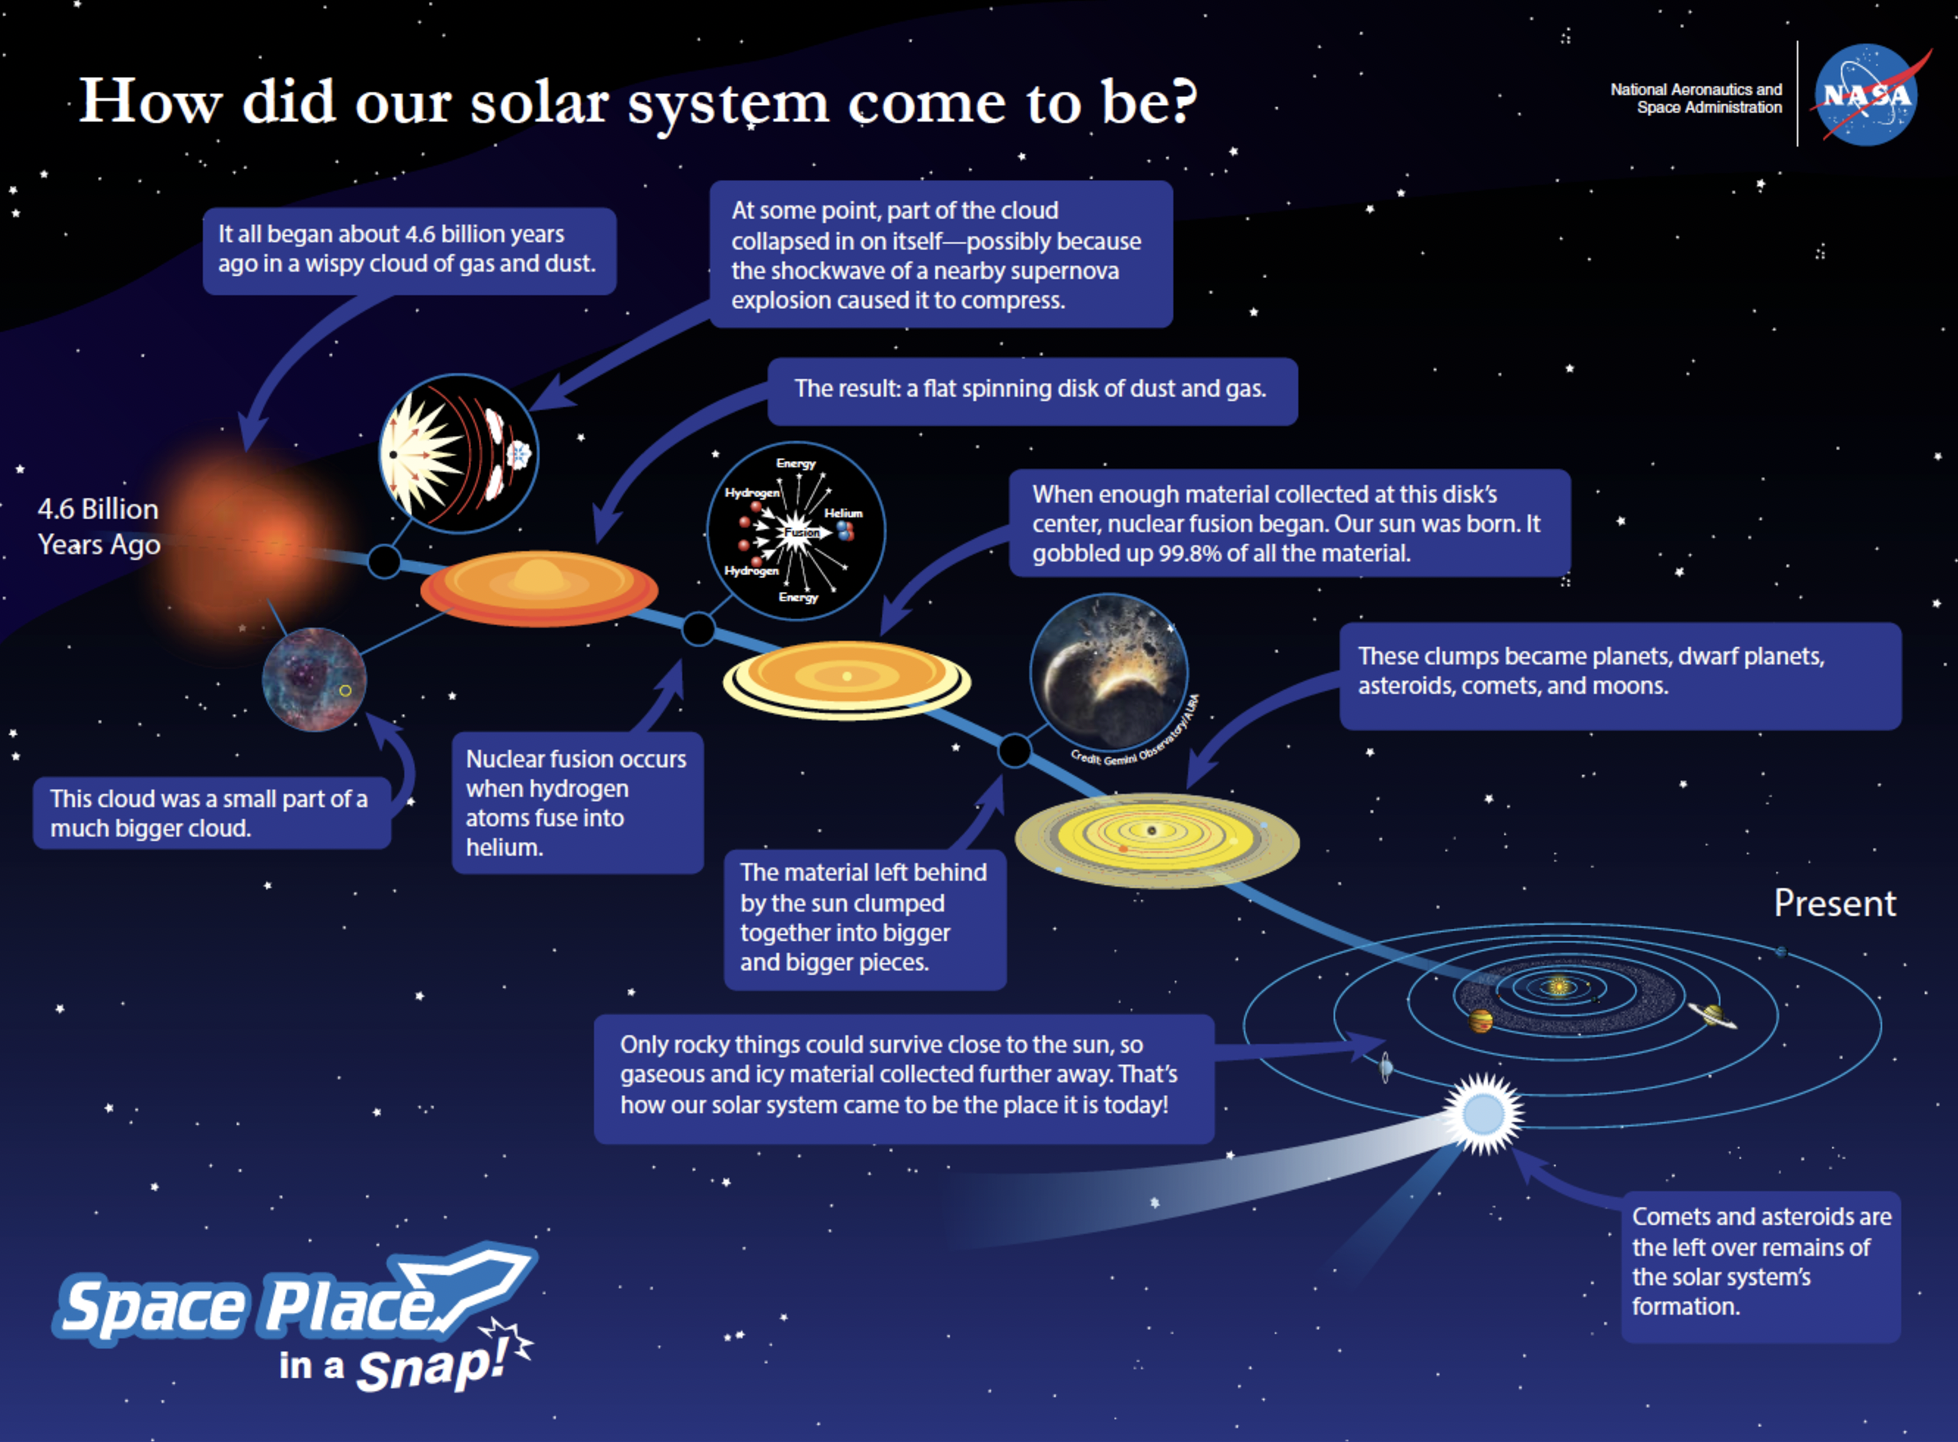 How did our solar system come to be?
National Aeronautics and
Space Administration
NASA
It all began about 4.6 billion years
ago in a wispy cloud of gas and dust.
At some point, part of the cloud
collapsed in on itself—possibly because
the shockwave of a nearby supernova
explosion caused it to compress.
The result: a flat spinning disk of dust and gas.
4.6 Billion
Years Ago
Energy
Hydrogen
Helium
Fusion
Hydrogen
Energy
When enough material collected at this disk's
center, nuclear fusion began. Our sun was born. It
gobbled up 99.8% of all the material.
These clumps became planets, dwarf planets,
asteroids, comets, and moons.
Credit: Gemini Observatory/AURA
This cloud was a small part of a
much bigger cloud.
Nuclear fusion occurs
when hydrogen
atoms fuse into
helium.
The material left behind
by the sun clumped
together into bigger
and bigger pieces.
Present
Only rocky things could survive close to the sun, so
gaseous and icy material collected further away. That's
how our solar system came to be the place it is today!
Comets and asteroids are
the left over remains of
the solar system's
formation.
Space Place
in a Snap!